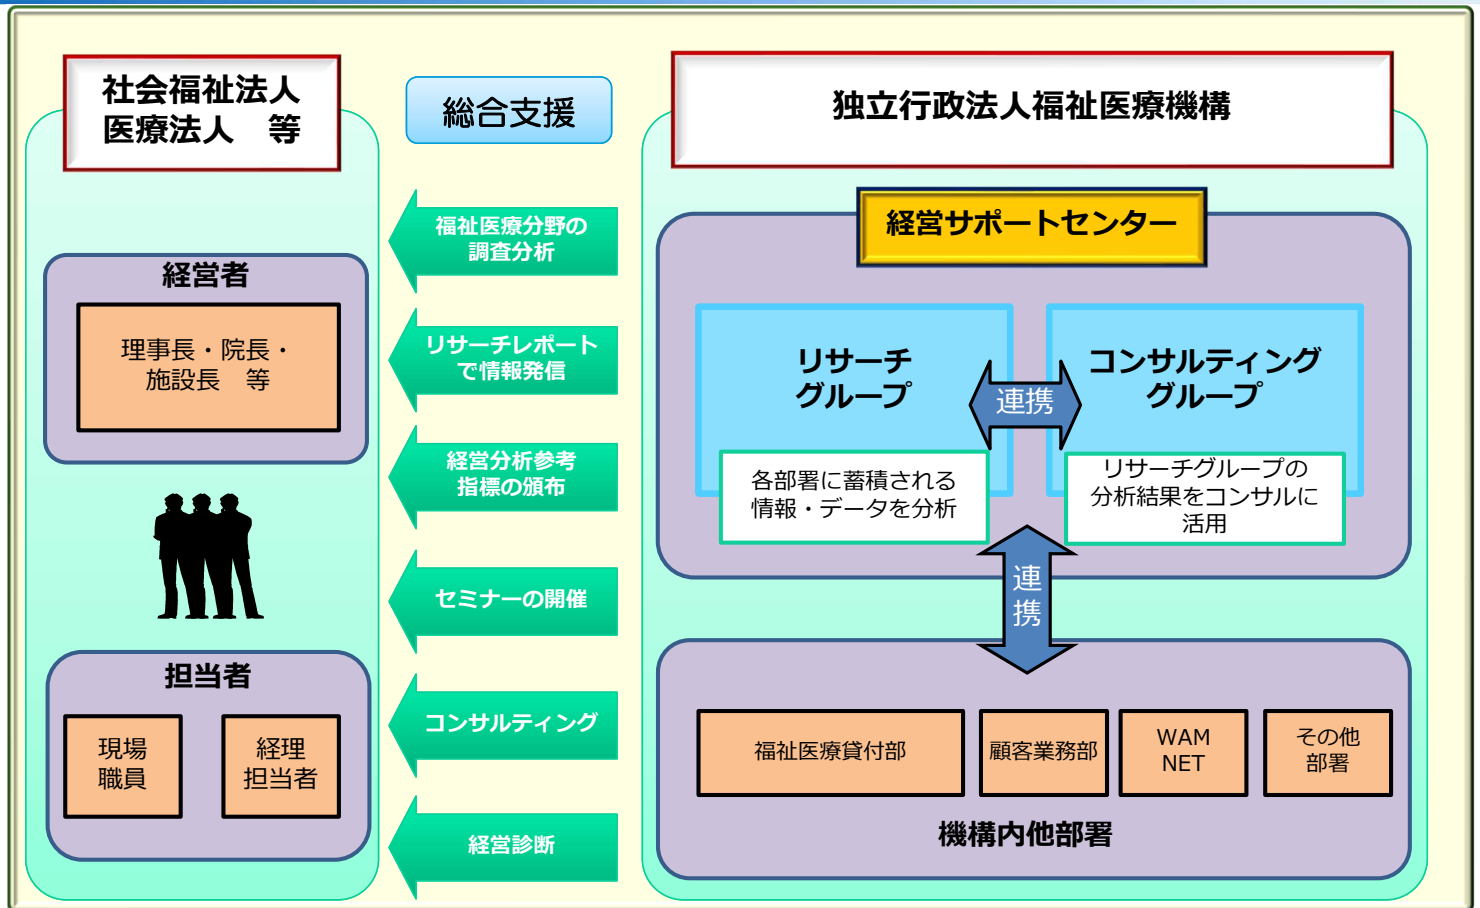 社会福祉法人
医療法人　等
総合支援
独立行政法人福祉医療機構
経営者
理事長・院長・
施設長　等
担当者
現場
職員
経理
担当者
福祉医療分野の
調査分析
リサーチレポート
で情報発信
経営分析参考
指標の頒布
セミナーの開催
コンサルティング
経営診断
経営サポートセンター
リサーチ
グループ
連携
コンサルティング
グループ
各部署に蓄積される
情報・データを分析
リサーチグループの
分析結果をコンサルに
活用
連
携
福祉医療貸付部
顧客業務部
WAM
NET
その他
部署
機構内他部署